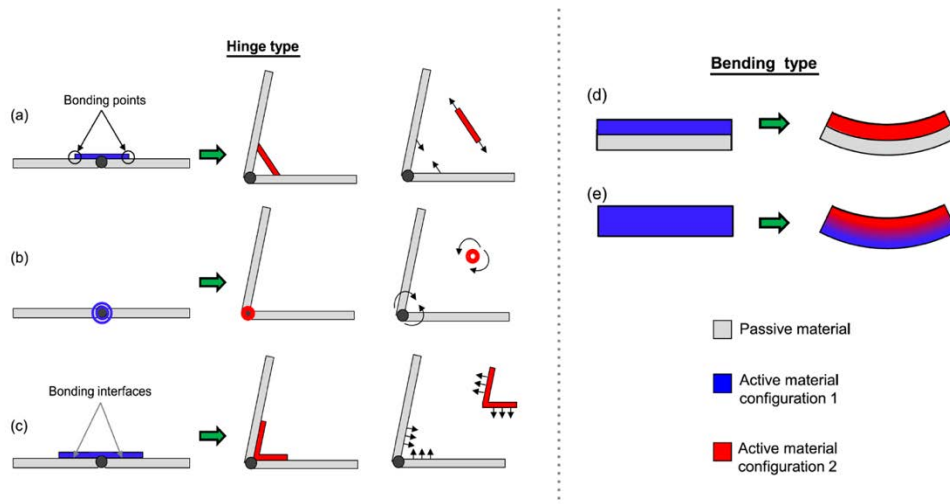 Hinge type
(a)
Bonding points
(b)
(c)
Bonding interfaces
Bending type
(d)
(e)
Passive material
Active material
configuration 1
Active material
configuration 2